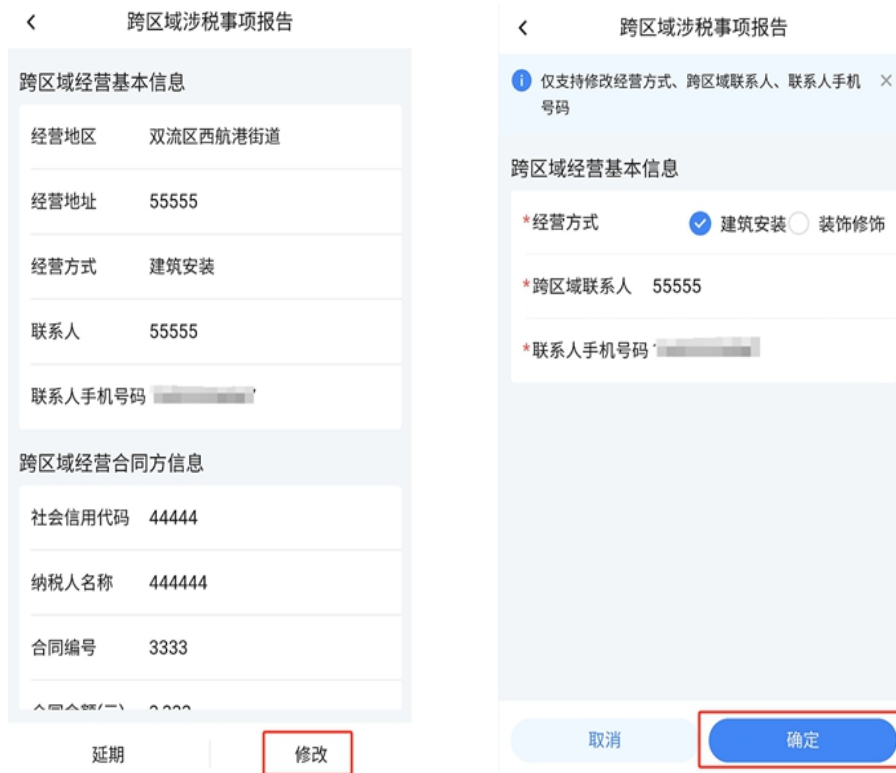 跨区域涉税事项报告
跨区域经营基本信息
经营地区 双流区西航港街道
经营地址 55555
经营方式 建筑安装
联系人 55555
联系人手机号码
跨区域经营合同方信息
社会信用代码 44444
纳税人名称 444444
合同编号 3333
延期 修改
跨区域涉税事项报告
仅支持修改经营方式、跨区域联系人、联系人手机
号码
跨区域经营基本信息
*经营方式 建筑安装 装饰修饰
*跨区域联系人 55555
*联系人手机号码
取消 确定